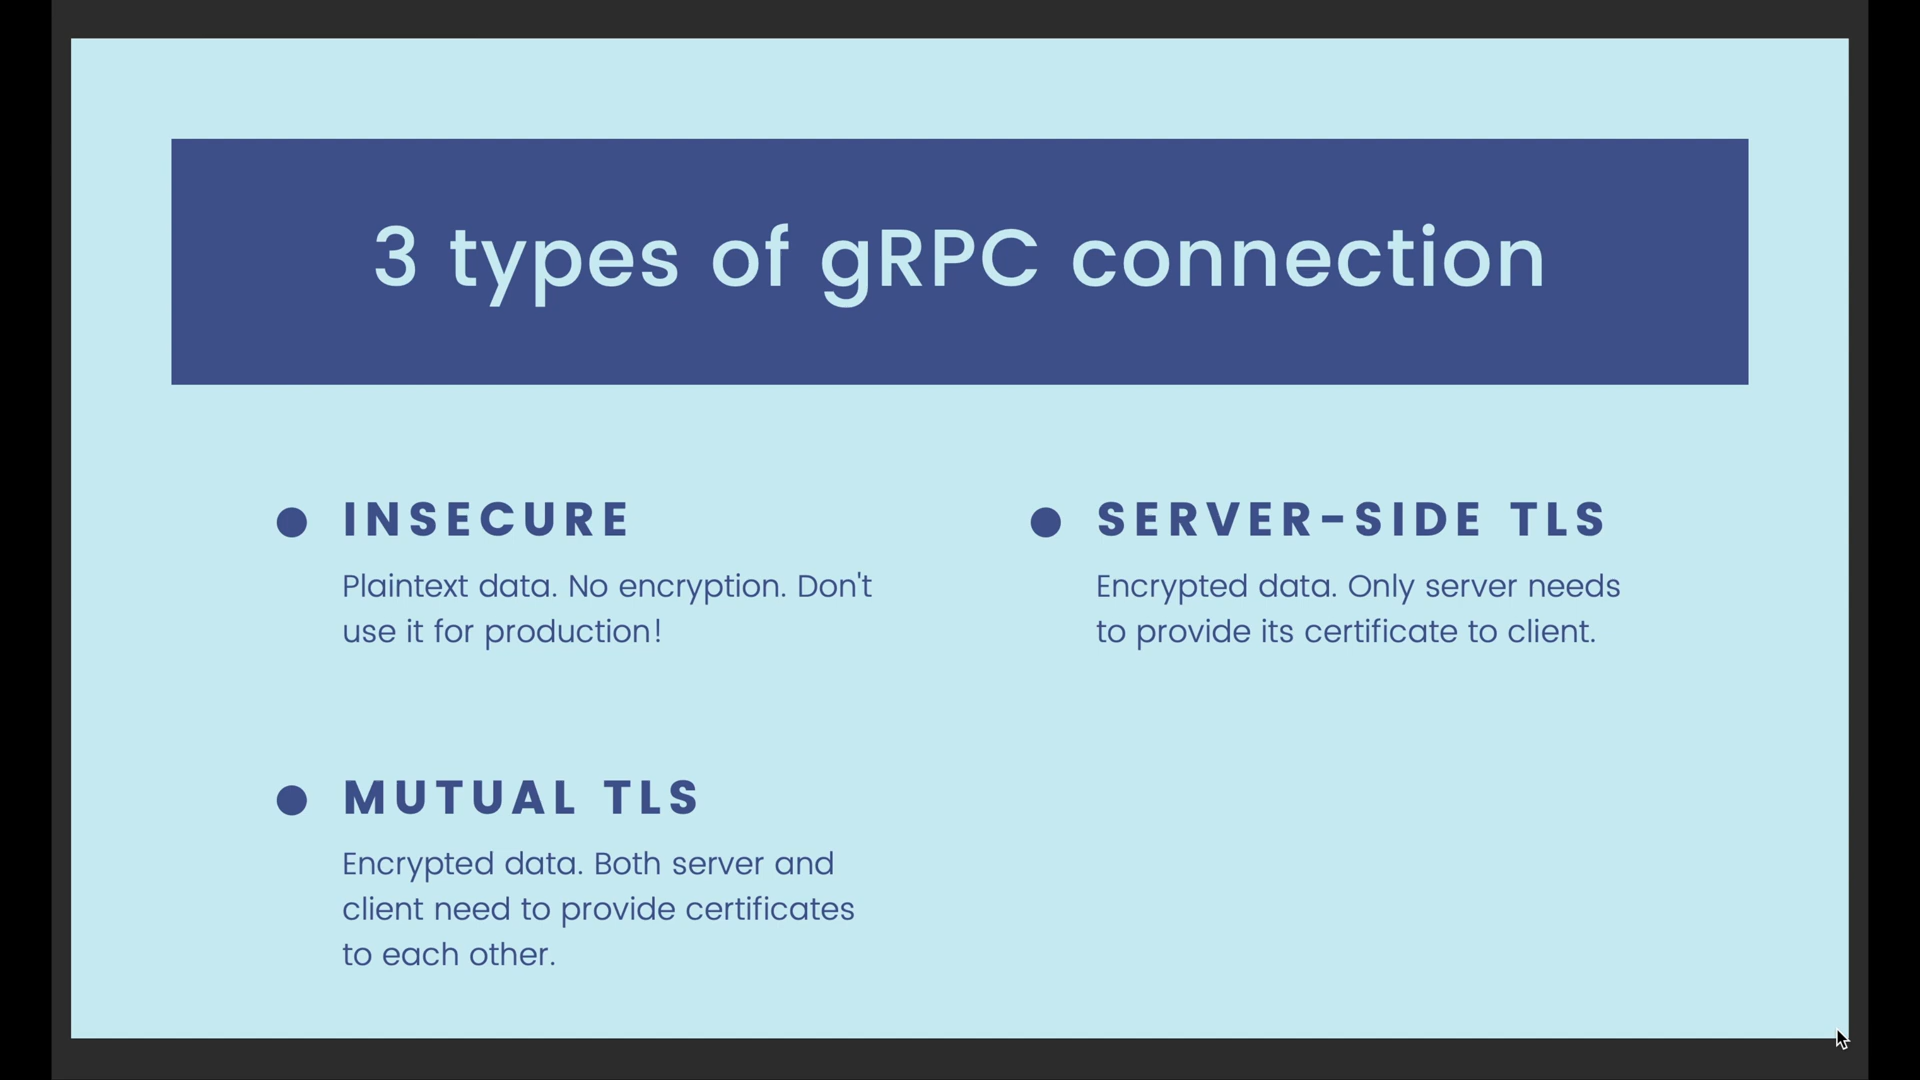 3 types of gRPC connection
INSECURE
Plaintext data. No encryption. Don't
use it for production!
SERVER-SIDE TLS
Encrypted data. Only server needs
to provide its certificate to client.
MUTUAL TLS
Encrypted data. Both server and
client need to provide certificates
to each other.